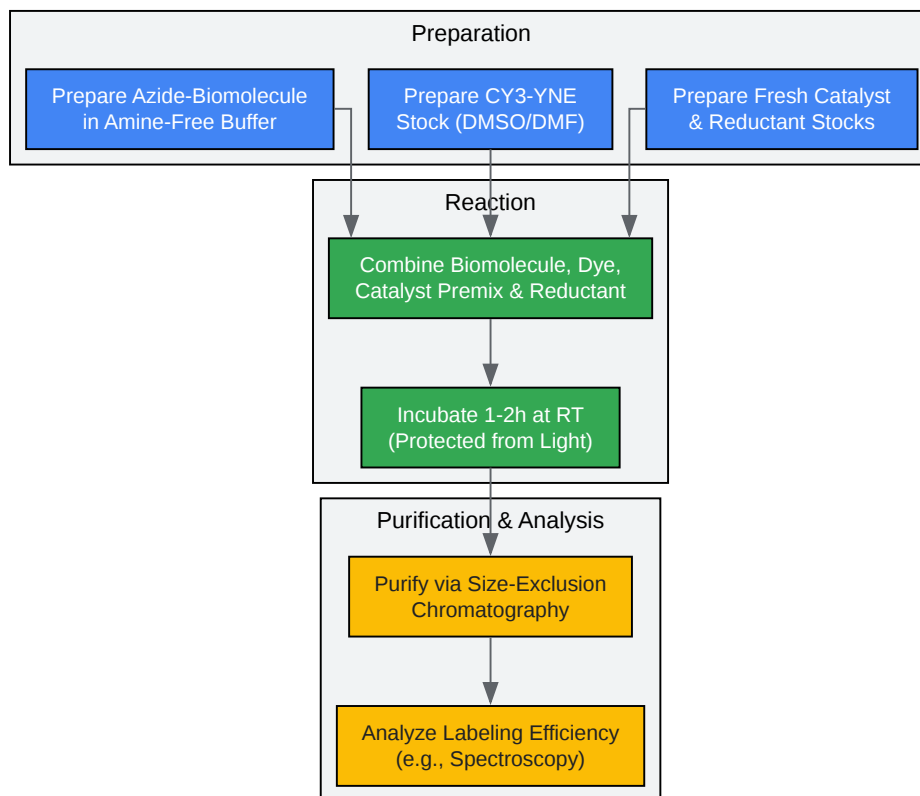 Preparation
Prepare Azide-Biomolecule
in Amine-Free Buffer
Prepare CY3-YNE
Stock (DMSO/DMF)
Prepare Fresh Catalyst
& Reductant Stocks
Reaction
Combine Biomolecule, Dye,
Catalyst Premix & Reductant
Incubate 1-2h at RT
(Protected from Light)
Purification & Analysis
Purify via Size-Exclusion
Chromatography
Analyze Labeling Efficiency
(e.g., Spectroscopy)